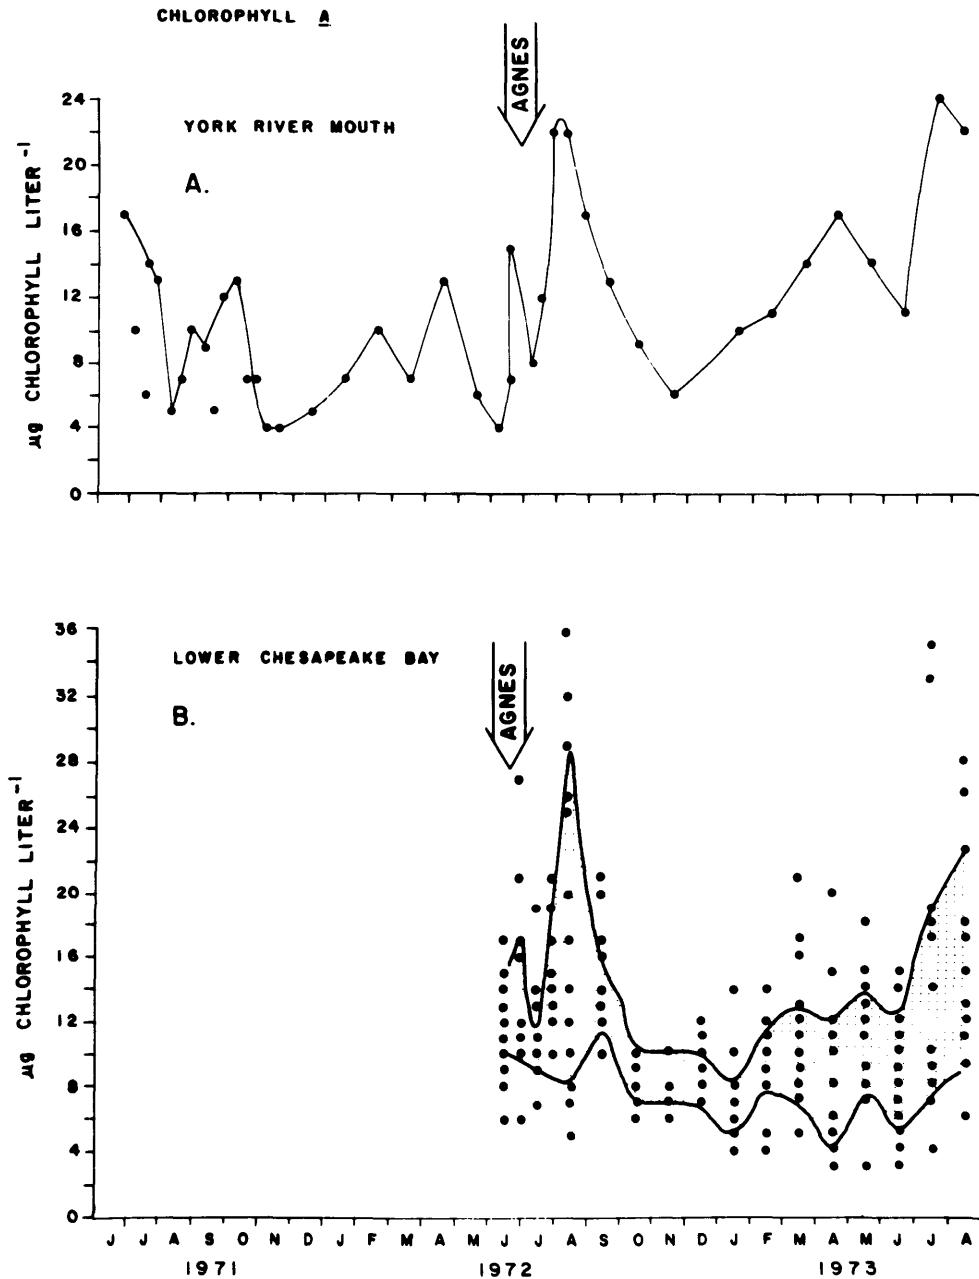 CHLOROPHYLL A
AGNES
24
YORK RIVER MOUTH
20
A.
16
12
8
4
0
µg CHLOROPHYLL LITER⁻¹
36
LOWER CHESAPEAKE BAY
AGNES
32
B.
28
24
20
16
12
8
4
0
µg CHLOROPHYLL LITER⁻¹
J J A S O N D J F M A M J J A S O N D J F M A M J J A
1971 1972 1973